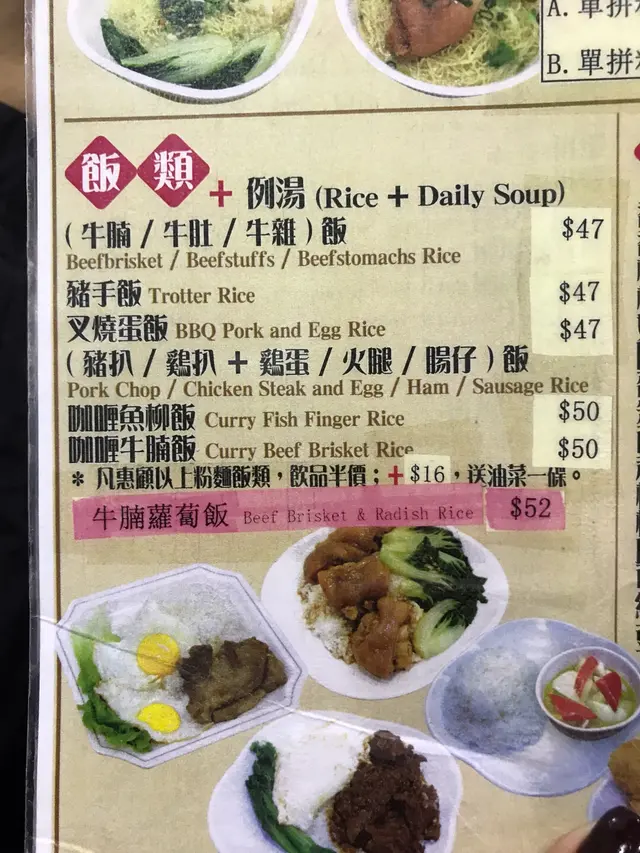 A. 單拼
B. 單拼
飯類 + 例湯 (Rice + Daily Soup)
( 牛腩 / 牛肚 / 牛雜 ) 飯 $47
Beefbrisket / Beefstuffs / Beefstomachs Rice
豬手飯 Trotter Rice $47
叉燒蛋飯 BBQ Pork and Egg Rice $47
( 豬扒 / 鷄扒 + 鷄蛋 / 火腿 / 腸仔 ) 飯
Pork Chop / Chicken Steak and Egg / Ham / Sausage Rice
咖喱魚柳飯 Curry Fish Finger Rice $50
咖喱牛腩飯 Curry Beef Brisket Rice $50
* 凡惠顧以上粉麵飯類，飲品半價；+ $16，送油菜一碟。
牛腩蘿蔔飯 Beef Brisket & Radish Rice $52